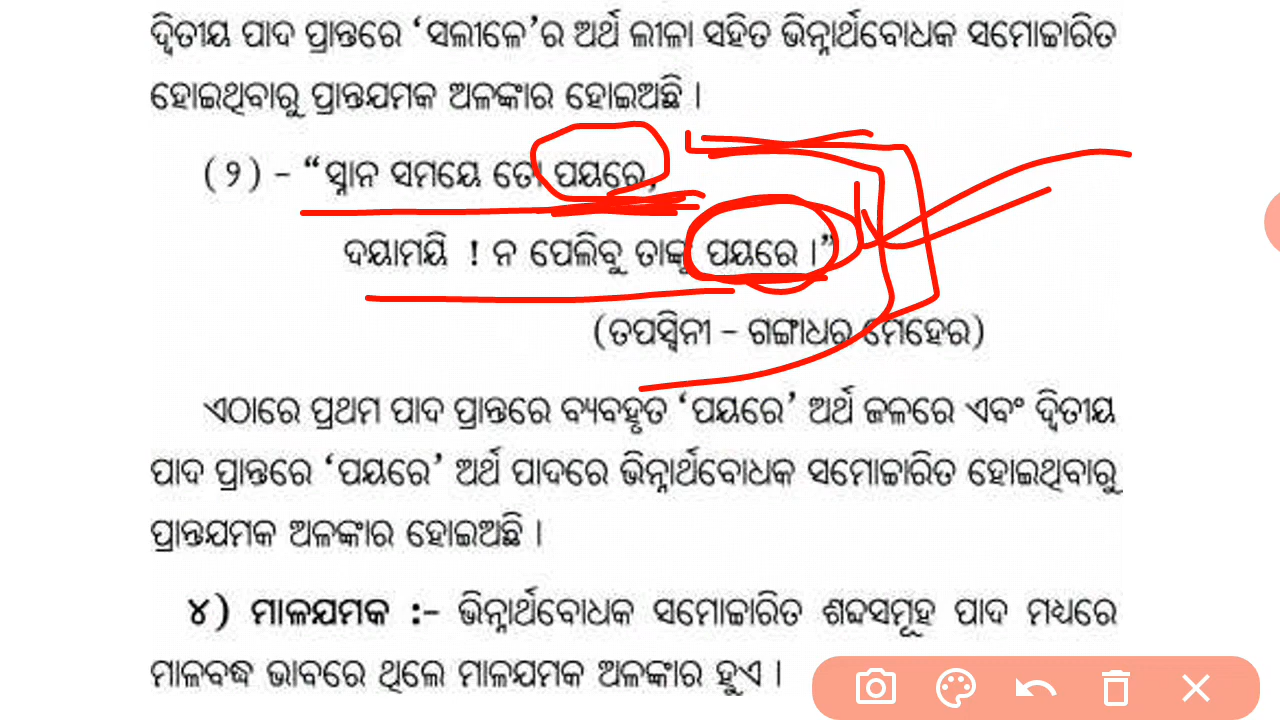 ଦ୍ୱିତୀୟ ପାଦ ପ୍ରାନ୍ତରେ ‘ସଲୀଳେ’ର ଅର୍ଥ ଲୀଳା ସହିତ ଭିନ୍ନାର୍ଥବୋଧକ ସମୋଚ୍ଚାରିତ
ହୋଇଥିବାରୁ ପ୍ରାନ୍ତଯମକ ଅଳଙ୍କାର ହୋଇଅଛି ।
(୨) - “ସ୍ନାନ ସମୟେ ତୋ ପୟରେ,
ଦୟାମୟି ! ନ ପେଲିବୁ ତାଙ୍କୁ ପୟରେ ।”
(ତପସ୍ୱିନୀ - ଗଙ୍ଗାଧର ମେହେର)
ଏଠାରେ ପ୍ରଥମ ପାଦ ପ୍ରାନ୍ତରେ ବ୍ୟବହୃତ ‘ପୟରେ’ ଅର୍ଥ ଜଳରେ ଏବଂ ଦ୍ୱିତୀୟ
ପାଦ ପ୍ରାନ୍ତରେ ‘ପୟରେ’ ଅର୍ଥ ପାଦରେ ଭିନ୍ନାର୍ଥବୋଧକ ସମୋଚ୍ଚାରିତ ହୋଇଥିବାରୁ
ପ୍ରାନ୍ତଯମକ ଅଳଙ୍କାର ହୋଇଅଛି ।
୪) ମାଳଯମକ :- ଭିନ୍ନାର୍ଥବୋଧକ ସମୋଚ୍ଚାରିତ ଶବ୍ଦସମୂହ ପାଦ ମଧ୍ୟରେ
ମାଳବଦ୍ଧ ଭାବରେ ଥିଲେ ମାଳଯମକ ଅଳଙ୍କାର ହୁଏ ।